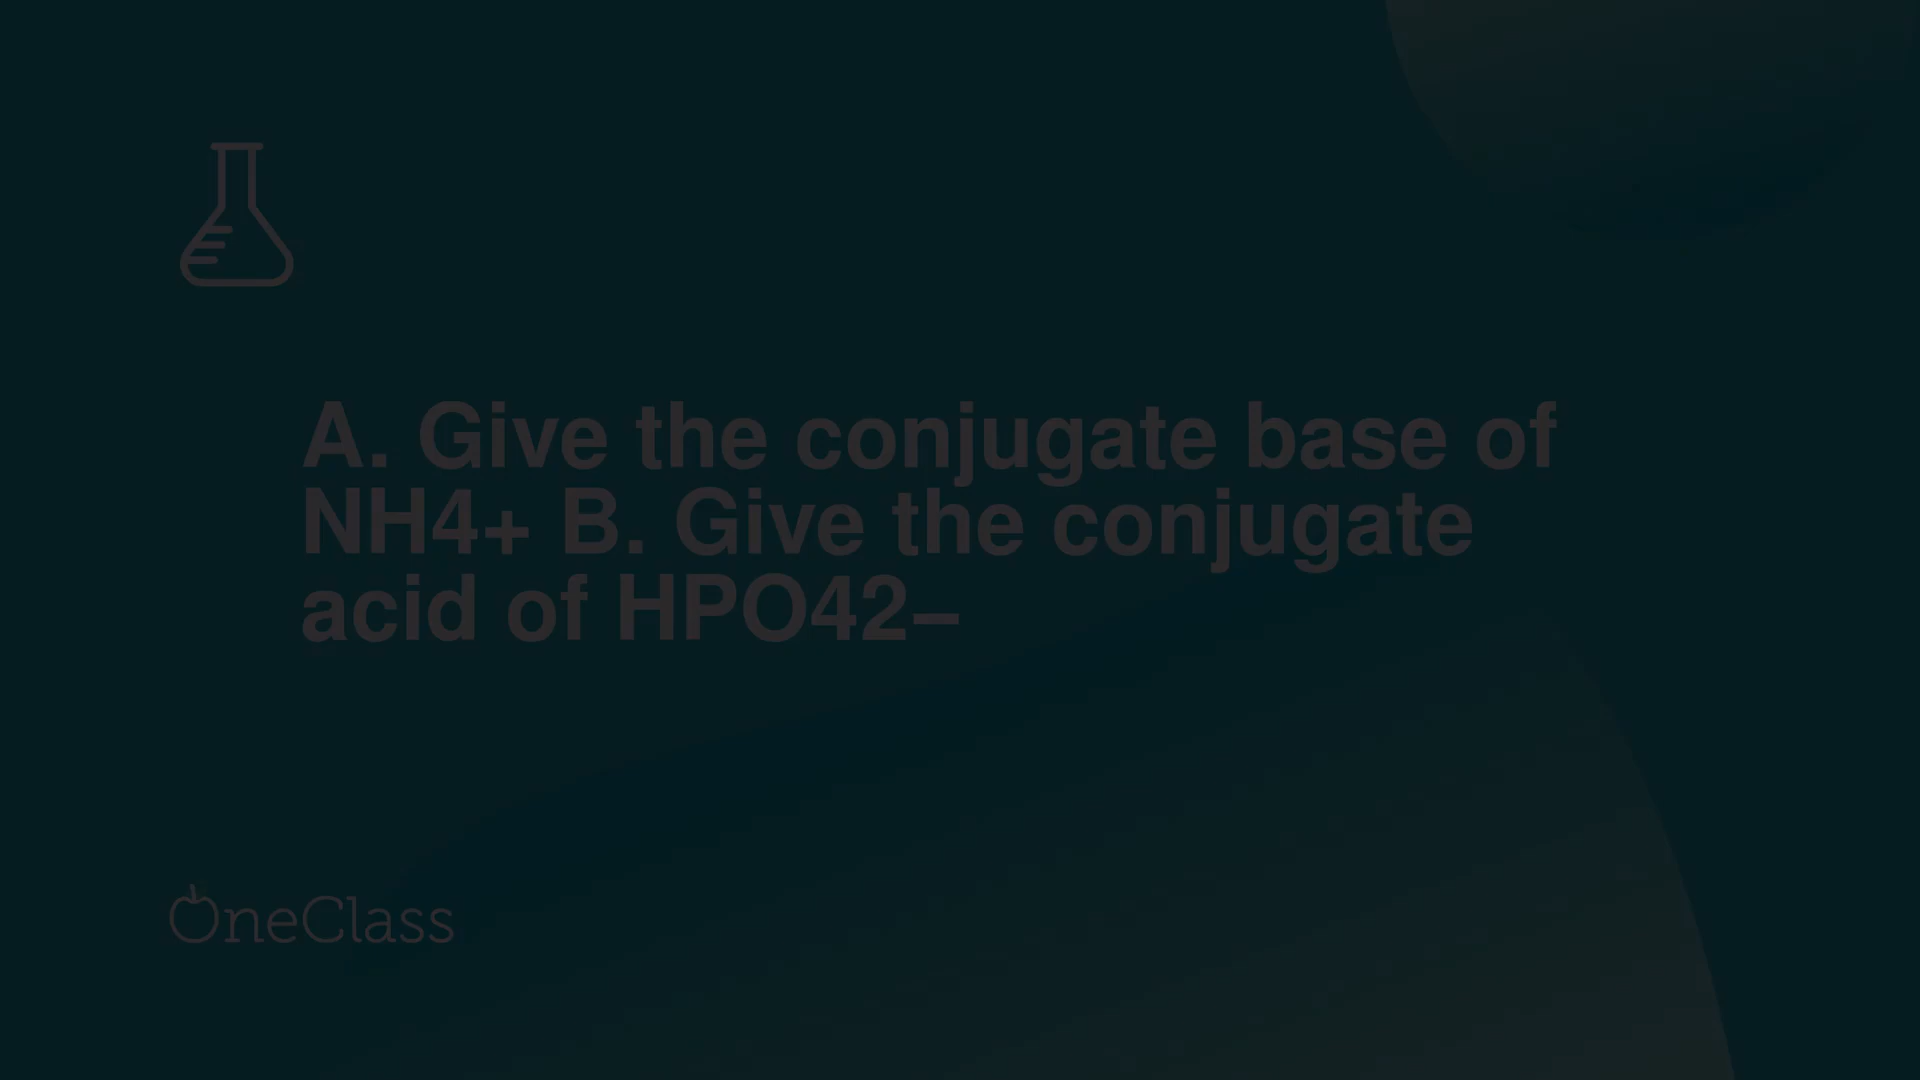 A. Give the conjugate base of
NH4+ B. Give the conjugate
acid of HPO42–
OneClass